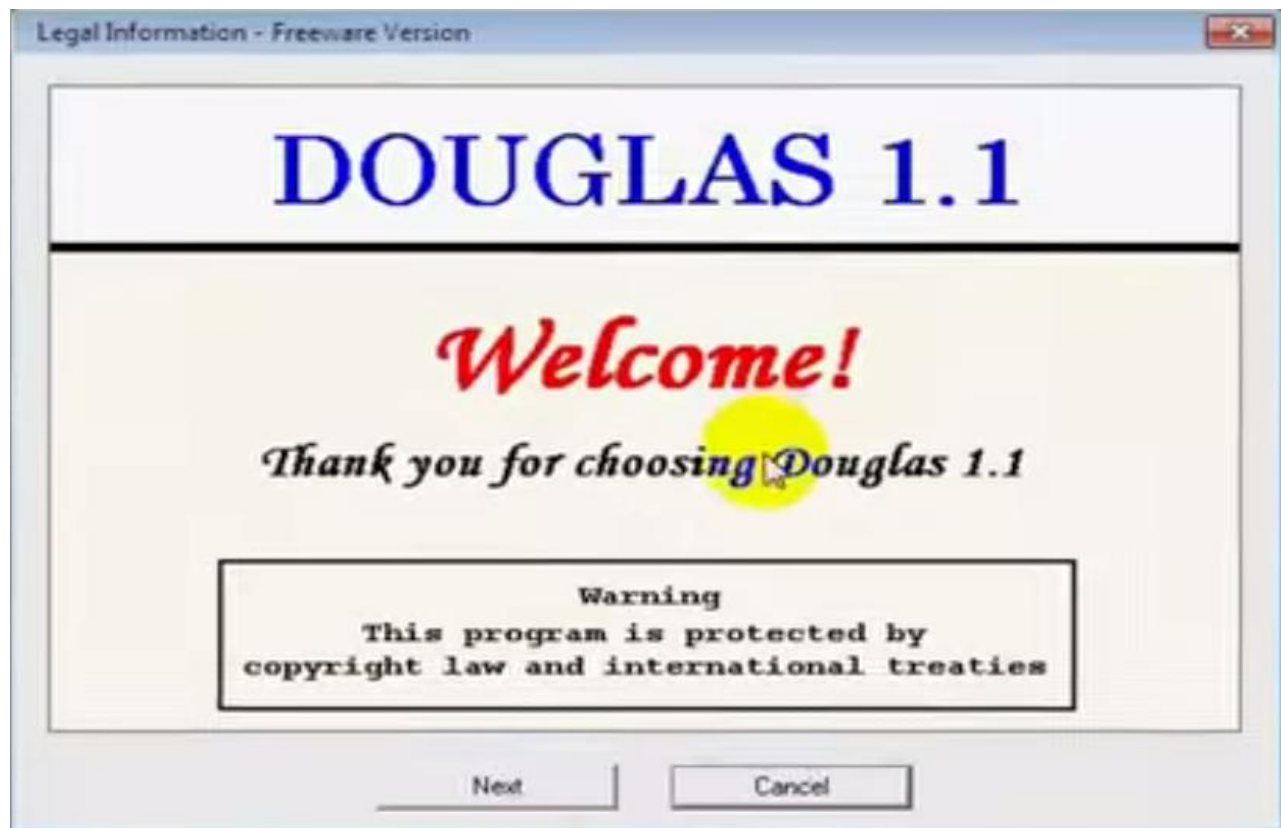 Legal Information - Freeware Version
DOUGLAS 1.1
Welcome!
Thank you for choosing Douglas 1.1
Warning
This program is protected by
copyright law and international treaties
Next
Cancel